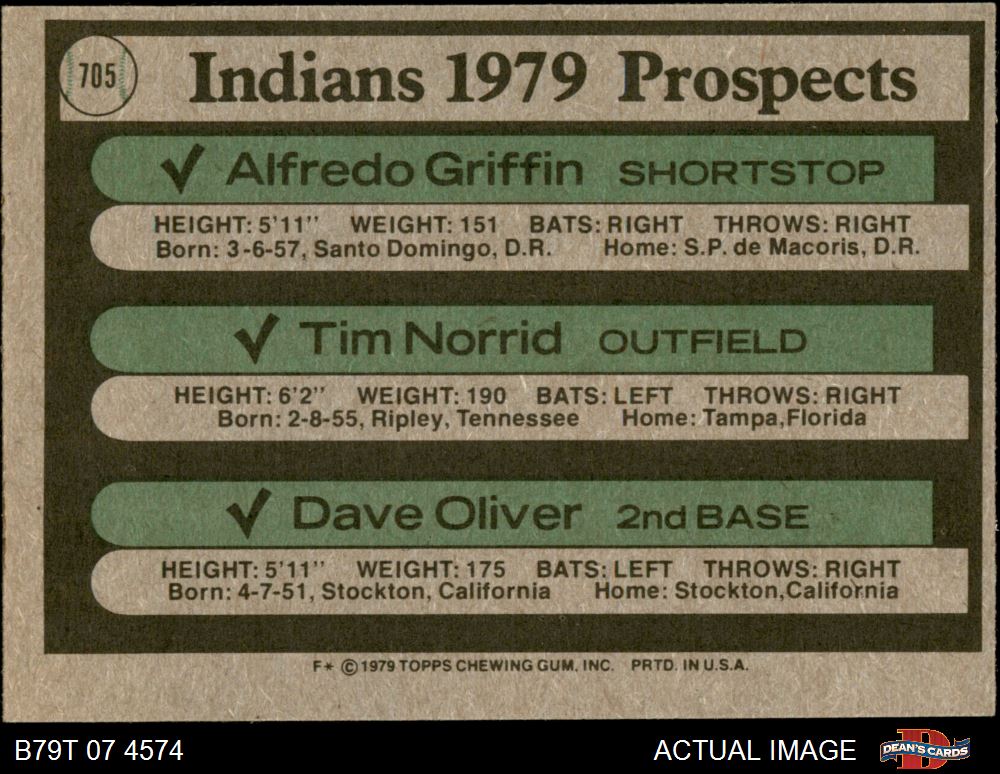 705
Indians 1979 Prospects
Alfredo Griffin SHORTSTOP
HEIGHT: 5'11" WEIGHT: 151 BATS: RIGHT THROWS: RIGHT
Born: 3-6-57, Santo Domingo, D.R. Home: S.P. de Macoris, D.R.
Tim Norrid OUTFIELD
HEIGHT: 6'2" WEIGHT: 190 BATS: LEFT THROWS: RIGHT
Born: 2-8-55, Ripley, Tennessee Home: Tampa,Florida
Dave Oliver 2nd BASE
HEIGHT: 5'11" WEIGHT: 175 BATS: LEFT THROWS: RIGHT
Born: 4-7-51, Stockton, California Home: Stockton,California
F* ©1979 TOPPS CHEWING GUM, INC. PRTD. IN U.S.A.
B79T 07 4574 ACTUAL IMAGE DEAN'S CARDS